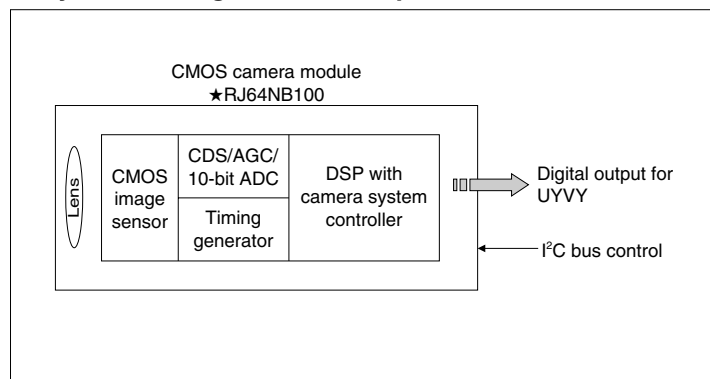 CMOS camera module
★RJ64NB100
Lens
CMOS
image
sensor
CDS/AGC/
10-bit ADC
Timing
generator
DSP with
camera system
controller
Digital output for
UYVY
I²C bus control